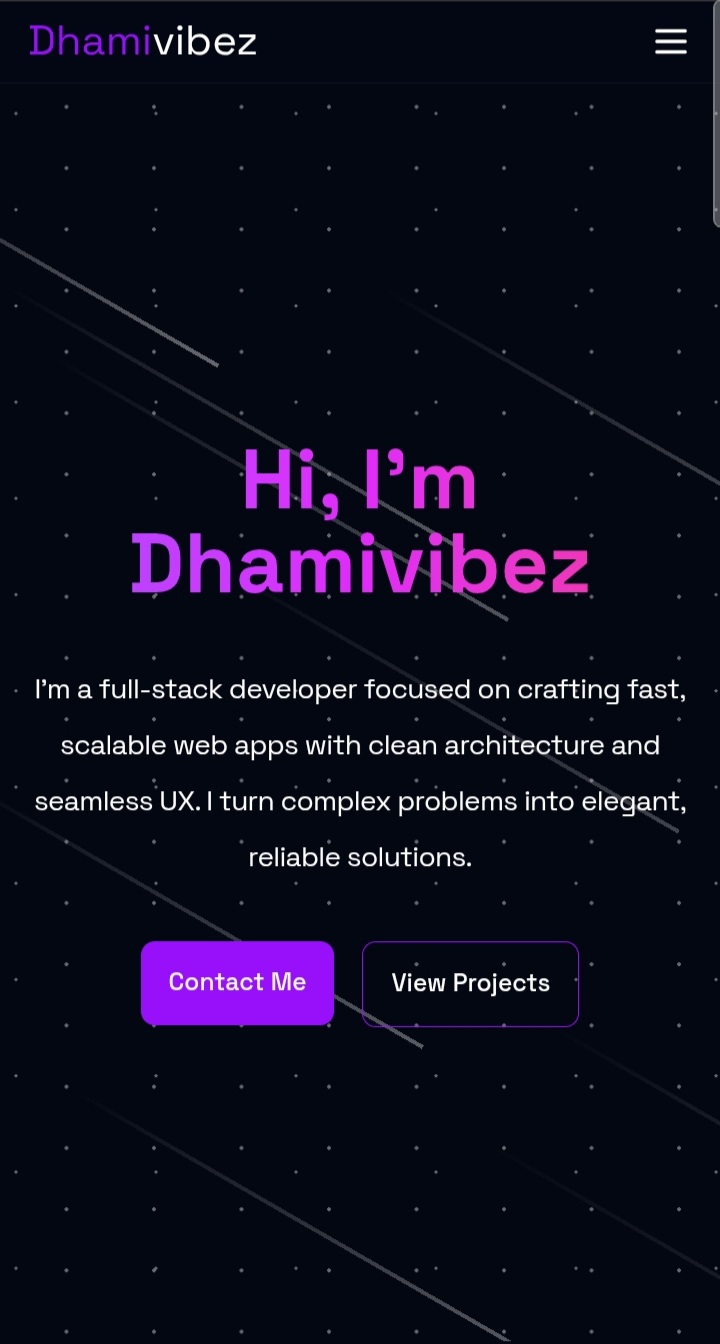 Dhamivibez
Hi, I’m
Dhamivibez
I’m a full-stack developer focused on crafting fast,
scalable web apps with clean architecture and
seamless UX. I turn complex problems into elegant,
reliable solutions.
Contact Me
View Projects